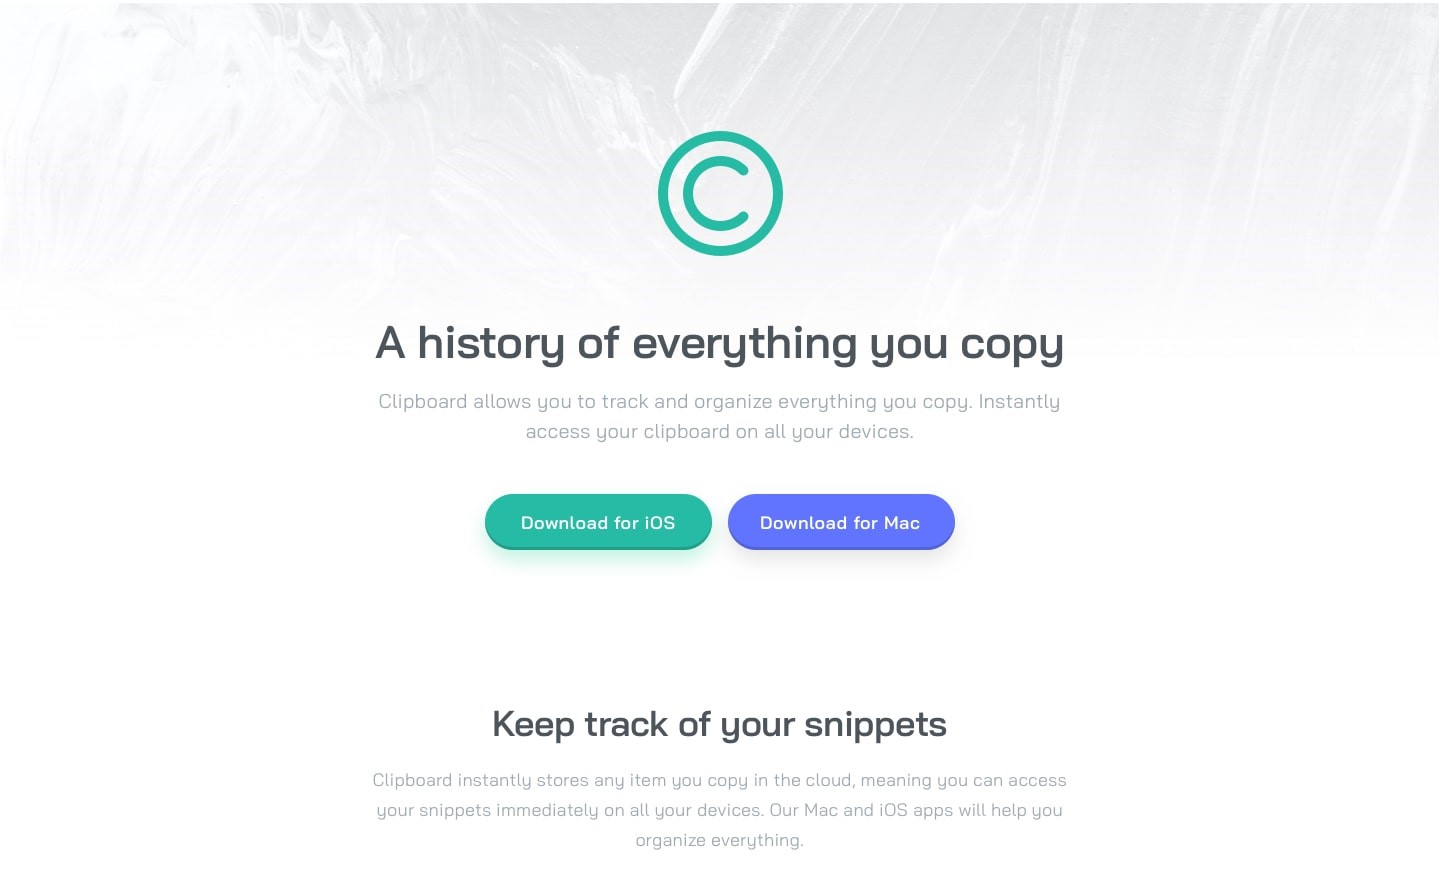 ©
A history of everything you copy
Clipboard allows you to track and organize everything you copy. Instantly
access your clipboard on all your devices.
Download for iOS
Download for Mac
Keep track of your snippets
Clipboard instantly stores any item you copy in the cloud, meaning you can access
your snippets immediately on all your devices. Our Mac and iOS apps will help you
organize everything.